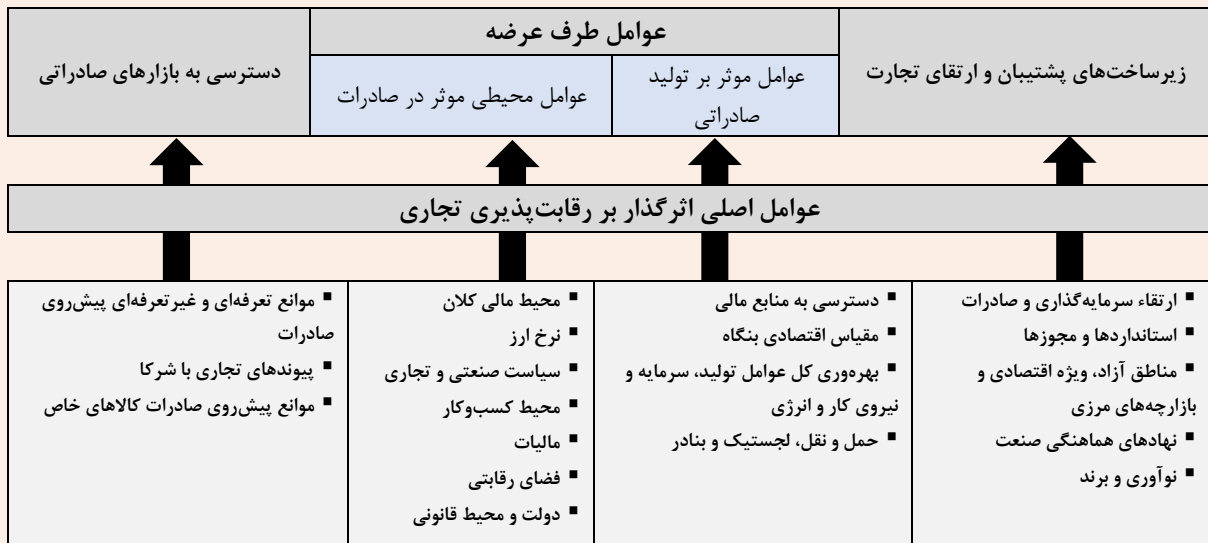 عوامل طرف عرضه
زیرساخت‌های پشتیبان و ارتقای تجارت
عوامل موثر بر تولید
صادراتی
عوامل محیطی موثر در صادرات
دسترسی به بازارهای صادراتی
عوامل اصلی اثرگذار بر رقابت‌پذیری تجاری
▪ ارتقاء سرمایه‌گذاری و صادرات
▪ استانداردها و مجوزها
▪ مناطق آزاد، ویژه اقتصادی و
بازارچه‌های مرزی
▪ نهادهای هماهنگی صنعت
▪ نوآوری و برند
▪ دسترسی به منابع مالی
▪ مقیاس اقتصادی بنگاه
▪ بهره‌وری کل عوامل تولید، سرمایه و
نیروی کار و انرژی
▪ حمل و نقل، لجستیک و بنادر
▪ محیط مالی کلان
▪ نرخ ارز
▪ سیاست صنعتی و تجاری
▪ محیط کسب‌وکار
▪ مالیات
▪ فضای رقابتی
▪ دولت و محیط قانونی
▪ موانع تعرفه‌ای و غیرتعرفه‌ای پیش‌روی
صادرات
▪ پیوندهای تجاری با شرکا
▪ موانع پیش‌روی صادرات کالاهای خاص